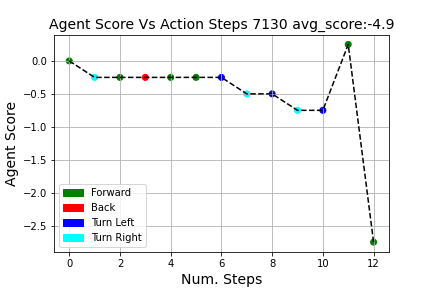 Agent Score Vs Action Steps 7130 avg_score:-4.9
Agent Score
0.0
−0.5
−1.0
−1.5
−2.0
−2.5
Forward
Back
Turn Left
Turn Right
0 2 4 6 8 10 12
Num. Steps